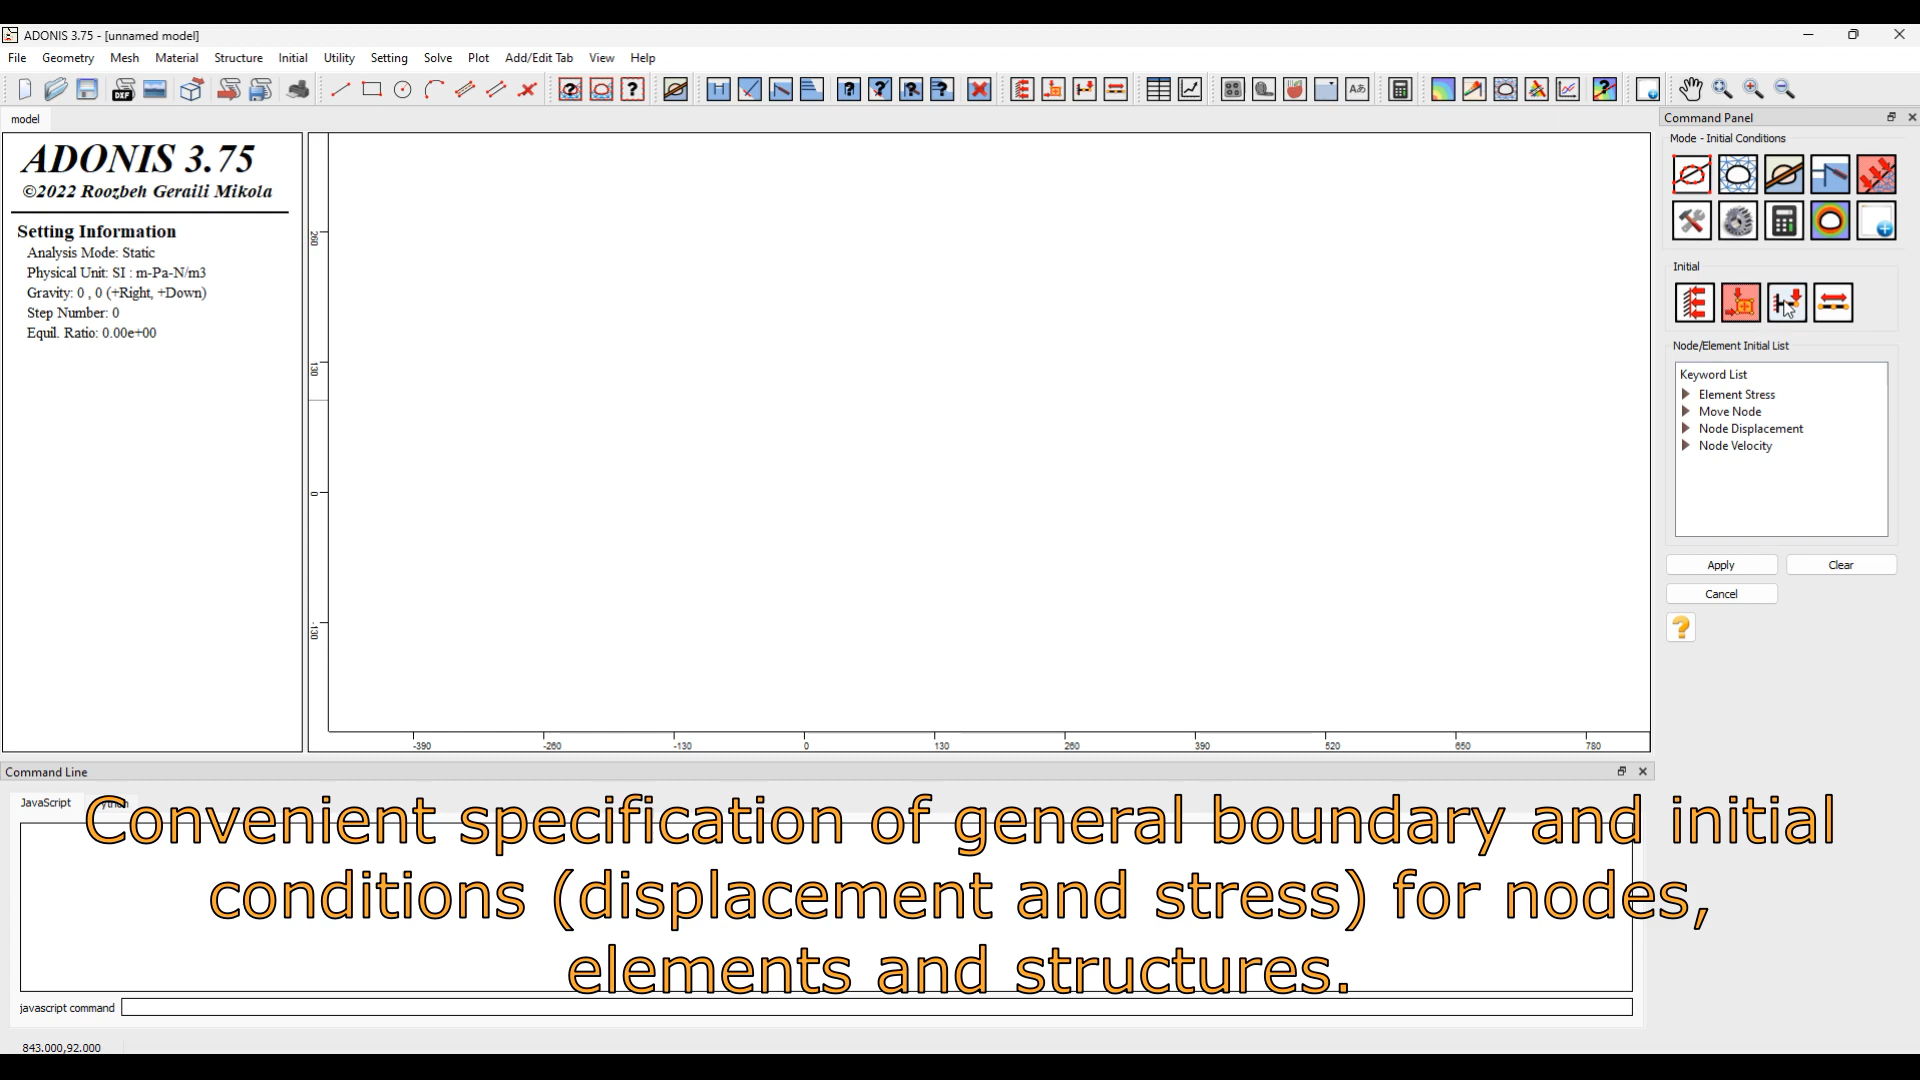 ADONIS 3.75 - [unnamed model]
File Geometry Mesh Material Structure Initial Utility Setting Solve Plot Add/Edit Tab View Help
DXF
model
Command Panel
Mode - Initial Conditions
ADONIS 3.75
©2022 Roozbeh Geraili Mikola
Setting Information
Analysis Mode: Static
Physical Unit: SI : m-Pa-N/m3
Gravity: 0 , 0 (+Right, +Down)
Step Number: 0
Equil. Ratio: 0.00e+00
260
130
0
-130
-390 -260 -130 0 130 260 390 520 650 780
Initial
Node/Element Initial List
Keyword List
Element Stress
Move Node
Node Displacement
Node Velocity
Apply Clear
Cancel
Command Line
JavaScript
Convenient specification of general boundary and initial
conditions (displacement and stress) for nodes,
elements and structures.
javascript command
843.000,92.000